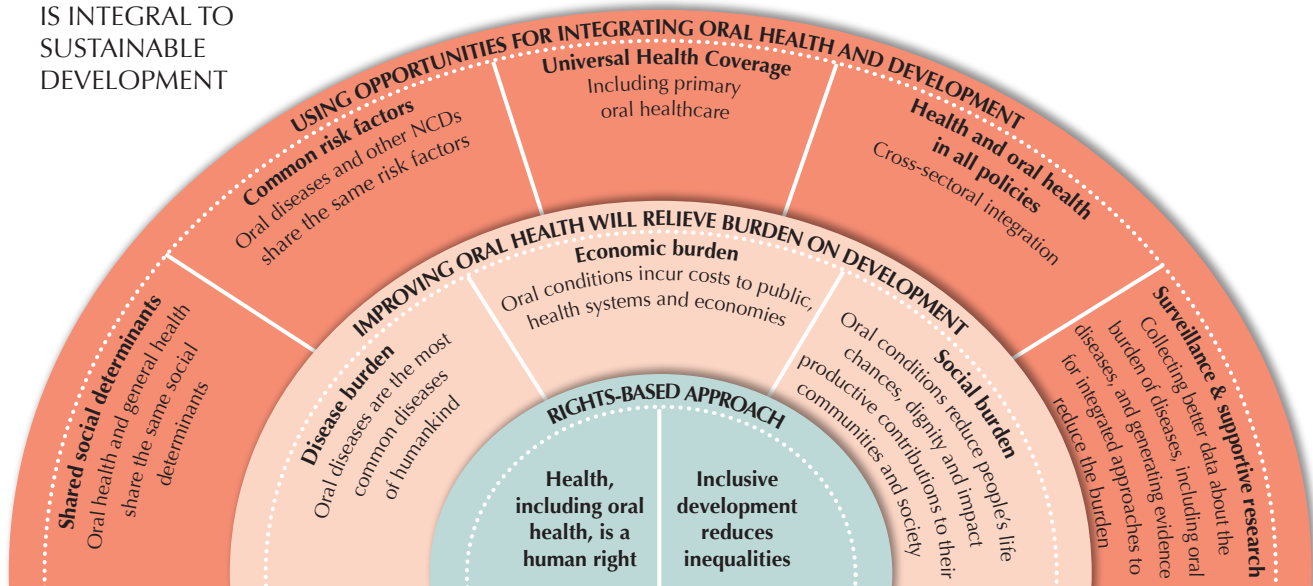 IS INTEGRAL TO
SUSTAINABLE
DEVELOPMENT
USING OPPORTUNITIES FOR INTEGRATING ORAL HEALTH AND DEVELOPMENT
Shared social determinants
Oral health and general health
share the same social
determinants
Common risk factors
Oral diseases and other NCDs
share the same risk factors
Universal Health Coverage
Including primary
oral healthcare
Health and oral health
in all policies
Cross-sectoral integration
Surveillance & supportive research
Collecting better data about the
burden of diseases, including oral
diseases, and generating evidence
for integrated approaches to
reduce the burden
IMPROVING ORAL HEALTH WILL RELIEVE BURDEN ON DEVELOPMENT
Disease burden
Oral diseases are the most
common diseases
of humankind
Economic burden
Oral conditions incur costs to public,
health systems and economies
Social burden
Oral conditions reduce people's life
chances, dignity and impact
productive contributions to their
communities and society
RIGHTS-BASED APPROACH
Health,
including oral
health, is a
human right
Inclusive
development
reduces
inequalities